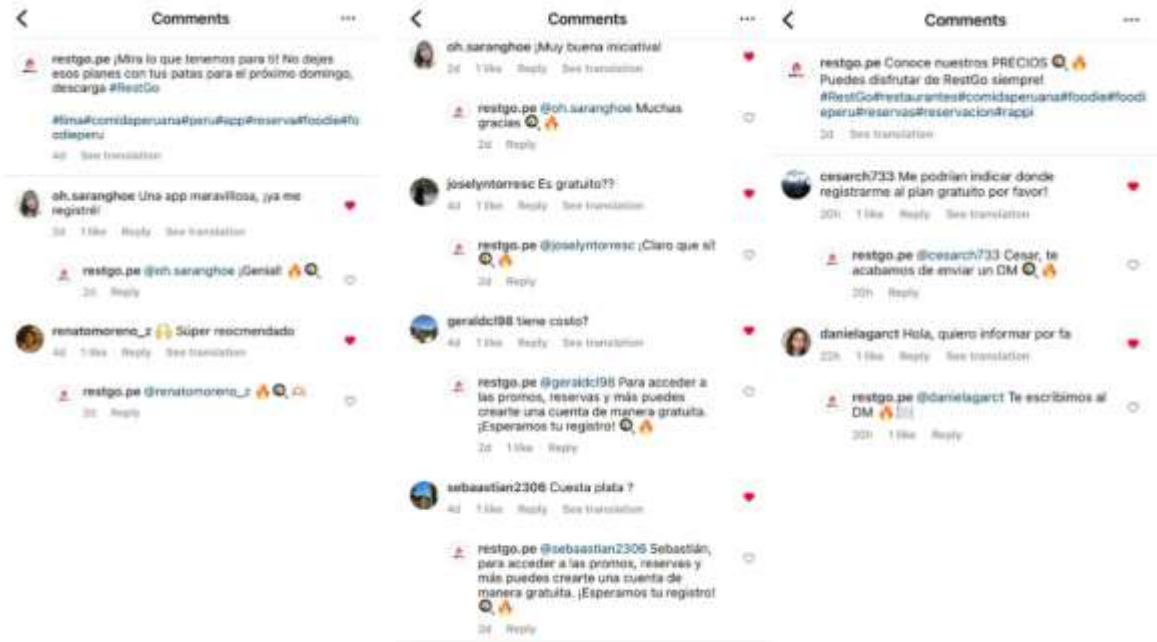 Comments
restgo.pe ¡Mira lo que tenemos para ti! No dejes
esos planes con tus patas para el próximo domingo,
descarga #RestGo
#lima#comidaperuana#peru#app#reserva#foodie#fo
odieperu
4d See translation
oh.saranghoe Una app maravillosa, ¡ya me
registré!
2d 1 like Reply See translation
restgo.pe @oh.saranghoe ¡Genial! 🔥🍳
2d Reply
renatomoreno_z 🙌 Súper reocmendado
4d 1 like Reply See translation
restgo.pe @renatomoreno_z 🔥🍳🫶
2d Reply
Comments
oh.saranghoe ¡Muy buena iniciativa!
2d 1 like Reply See translation
restgo.pe @oh.saranghoe Muchas
gracias 🍳🔥
2d Reply
joselyntorresc Es gratuito??
4d 1 like Reply See translation
restgo.pe @joselyntorresc ¡Claro que sí!
🍳🔥
2d Reply
geraldcl98 tiene costo?
4d 1 like Reply See translation
restgo.pe @geraldcl98 Para acceder a
las promos, reservas y más puedes
crearte una cuenta de manera gratuita.
¡Esperamos tu registro! 🍳🔥
2d 1 like Reply
sebaastian2306 Cuesta plata ?
4d 1 like Reply See translation
restgo.pe @sebaastian2306 Sebastián,
para acceder a las promos, reservas y
más puedes crearte una cuenta de
manera gratuita. ¡Esperamos tu registro!
🍳🔥
2d Reply
Comments
restgo.pe Conoce nuestros PRECIOS 🍳🔥
Puedes disfrutar de RestGo siempre!
#RestGo#restaurantes#comidaperuana#foodie#foodi
eperu#reservas#reservacion#rappi
2d See translation
cesarch733 Me podrían indicar donde
registrarme al plan gratuito por favor!
20h 1 like Reply See translation
restgo.pe @cesarch733 Cesar, te
acabamos de enviar un DM 🍳🔥
20h Reply
danielagarct Hola, quiero informar por fa
22h 1 like Reply See translation
restgo.pe @danielagarct Te escribimos al
DM 🔥
20h 1 like Reply